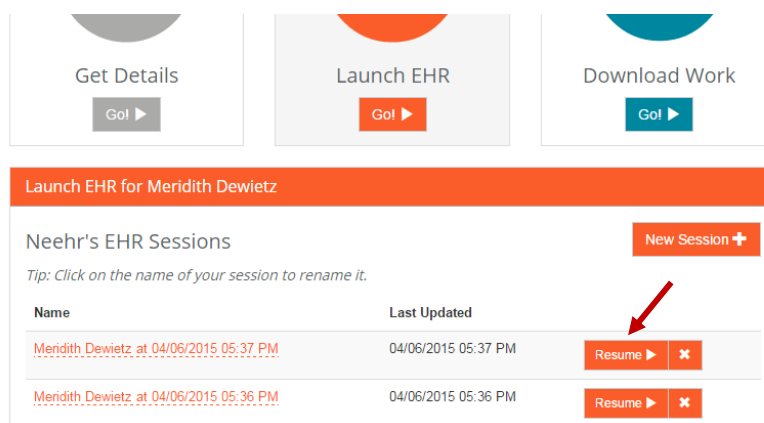 Get Details
Launch EHR
Download Work
Go!
Go!
Go!
Launch EHR for Meridith Dewietz
Neehr's EHR Sessions
New Session
Tip: Click on the name of your session to rename it.
Name Last Updated
Meridith Dewietz at 04/06/2015 05:37 PM 04/06/2015 05:37 PM Resume
Meridith Dewietz at 04/06/2015 05:36 PM 04/06/2015 05:36 PM Resume